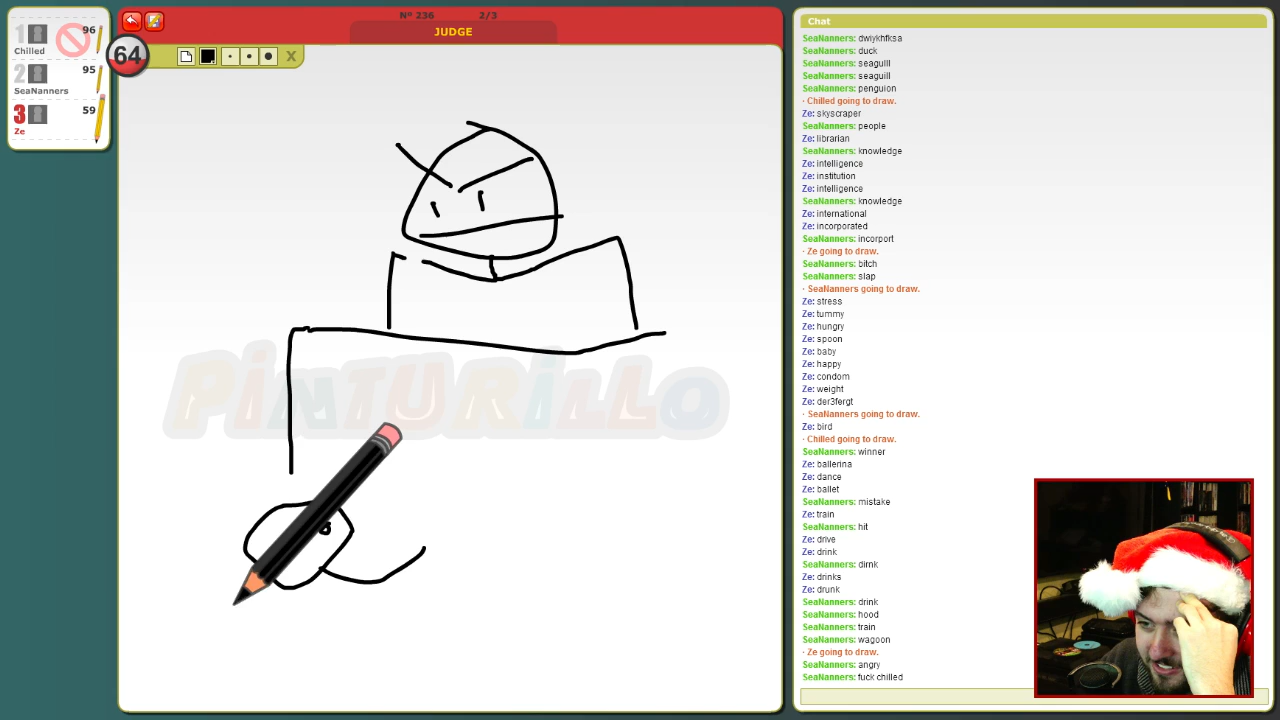 Nº 236 2/3
JUDGE
1 96
Chilled
2 95
SeaNanners
3 59
Ze
64
X
PiNTURiLLO
Chat
SeaNanners: dwiykhfksa
SeaNanners: duck
SeaNanners: seagulll
SeaNanners: seaguill
SeaNanners: penguion
· Chilled going to draw.
Ze: skyscraper
SeaNanners: people
Ze: librarian
SeaNanners: knowledge
Ze: intelligence
Ze: institution
Ze: intelligence
SeaNanners: knowledge
Ze: international
Ze: incorporated
SeaNanners: incorport
· Ze going to draw.
SeaNanners: bitch
SeaNanners: slap
· SeaNanners going to draw.
Ze: stress
Ze: tummy
Ze: hungry
Ze: spoon
Ze: baby
Ze: happy
Ze: condom
Ze: weight
Ze: der3fergt
· SeaNanners going to draw.
Ze: bird
· Chilled going to draw.
SeaNanners: winner
Ze: ballerina
Ze: dance
Ze: ballet
SeaNanners: mistake
Ze: train
SeaNanners: hit
Ze: drive
Ze: drink
SeaNanners: dirnk
Ze: drinks
Ze: drunk
SeaNanners: drink
SeaNanners: hood
SeaNanners: train
SeaNanners: wagoon
· Ze going to draw.
SeaNanners: angry
SeaNanners: fuck chilled